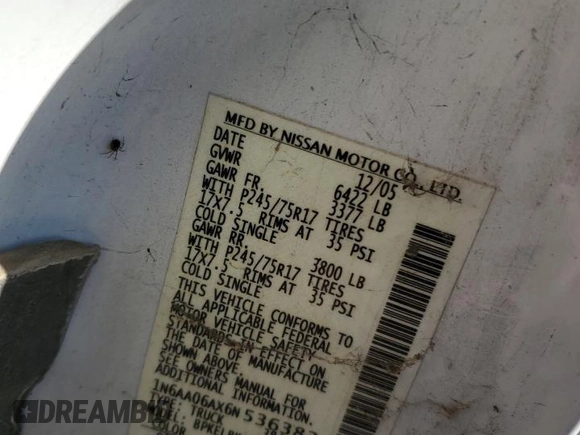 MFD BY NISSAN MOTOR CO., LTD.
DATE 12/05
GVWR 6422 LB
GAWR FR. 3377 LB
WITH P245/75R17 TIRES
17X7.5 RIMS AT 35 PSI
COLD SINGLE
GAWR RR. 3800 LB
WITH P245/75R17 TIRES
17X7.5 RIMS AT 35 PSI
COLD SINGLE
THIS VEHICLE CONFORMS TO
ALL APPLICABLE FEDERAL
MOTOR VEHICLE SAFETY
STANDARDS IN EFFECT ON
THE DATE OF MANUFACTURE
SHOWN ABOVE.
SEE OWNERS MANUAL FOR
ADDITIONAL INFORMATION
1N6AA06AX6N
TRUCK
COLOR
DREAMBID